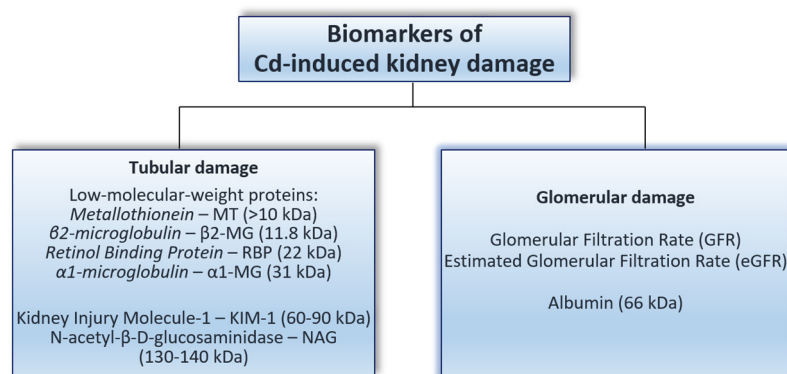 Biomarkers of
Cd-induced kidney damage
Tubular damage
Low-molecular-weight proteins:
Metallothionein – MT (>10 kDa)
β2-microglobulin – β2-MG (11.8 kDa)
Retinol Binding Protein – RBP (22 kDa)
α1-microglobulin – α1-MG (31 kDa)
Kidney Injury Molecule-1 – KIM-1 (60-90 kDa)
N-acetyl-β-D-glucosaminidase – NAG
(130-140 kDa)
Glomerular damage
Glomerular Filtration Rate (GFR)
Estimated Glomerular Filtration Rate (eGFR)
Albumin (66 kDa)